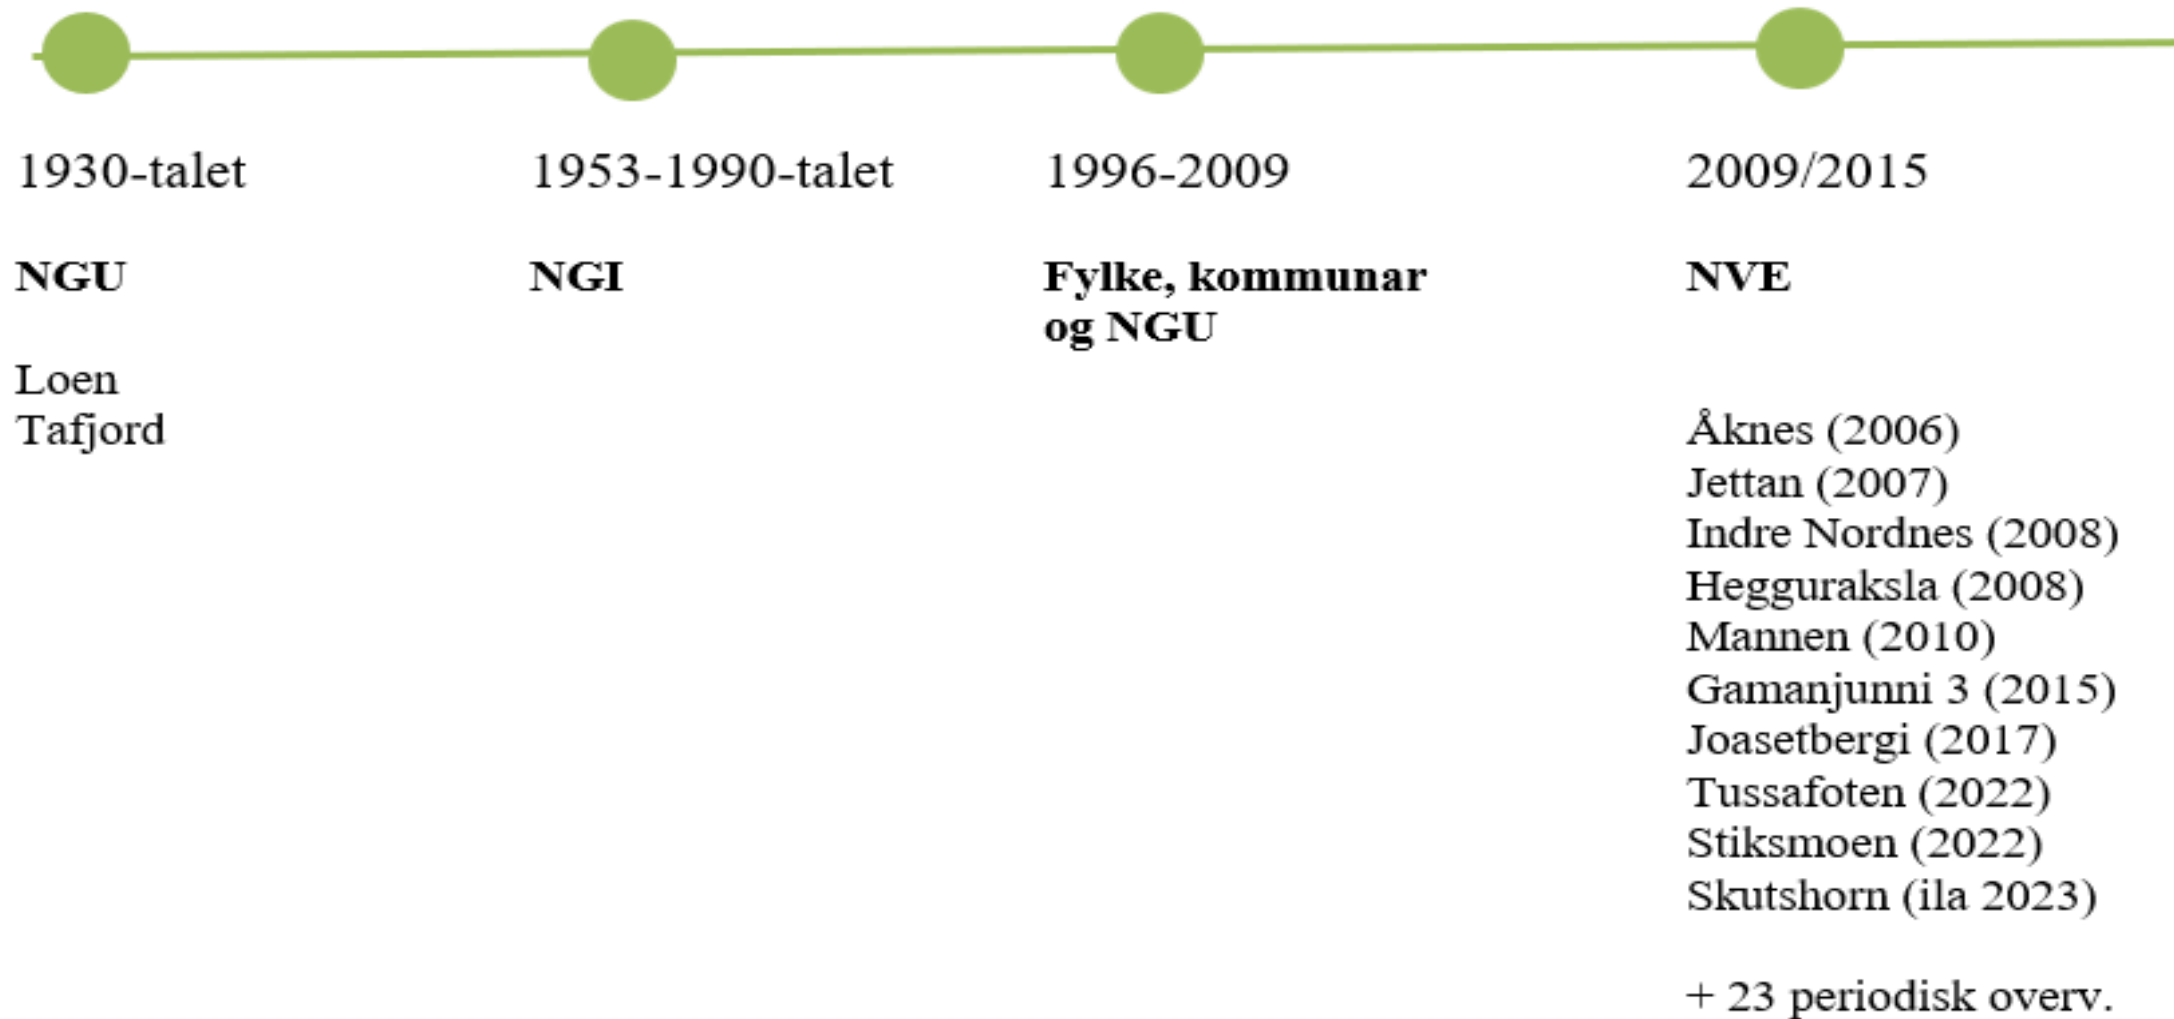 1930-talet
NGU
Loen
Tafjord
1953-1990-talet
NGI
1996-2009
Fylke, kommunar
og NGU
2009/2015
NVE
Åknes (2006)
Jettan (2007)
Indre Nordnes (2008)
Hegguraksla (2008)
Mannen (2010)
Gamanjunni 3 (2015)
Joasetbergi (2017)
Tussafoten (2022)
Stiksmoen (2022)
Skutshorn (ila 2023)
+ 23 periodisk overv.